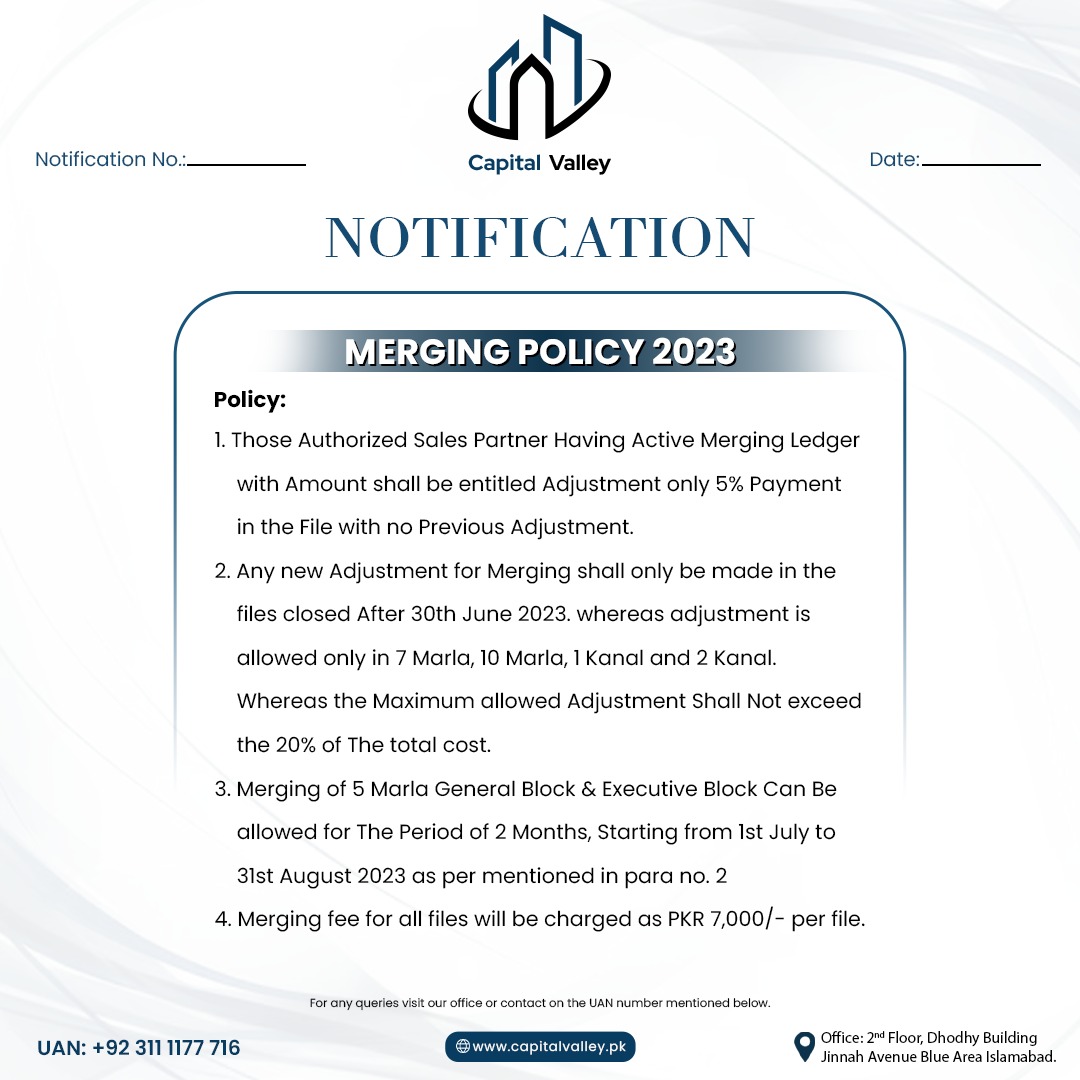 Capital Valley
Notification No.:
Date:
NOTIFICATION
MERGING POLICY 2023
Policy:
1. Those Authorized Sales Partner Having Active Merging Ledger
with Amount shall be entitled Adjustment only 5% Payment
in the File with no Previous Adjustment.
2. Any new Adjustment for Merging shall only be made in the
files closed After 30th June 2023. whereas adjustment is
allowed only in 7 Marla, 10 Marla, 1 Kanal and 2 Kanal.
Whereas the Maximum allowed Adjustment Shall Not exceed
the 20% of The total cost.
3. Merging of 5 Marla General Block & Executive Block Can Be
allowed for The Period of 2 Months, Starting from 1st July to
31st August 2023 as per mentioned in para no. 2
4. Merging fee for all files will be charged as PKR 7,000/- per file.
For any queries visit our office or contact on the UAN number mentioned below.
UAN: +92 311 1177 716
www.capitalvalley.pk
Office: 2nd Floor, Dhodhy Building
Jinnah Avenue Blue Area Islamabad.